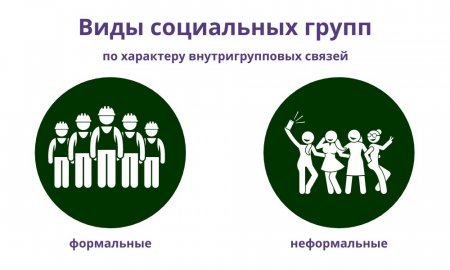 Виды социальных групп
по характеру внутригрупповых связей
формальные
неформальные